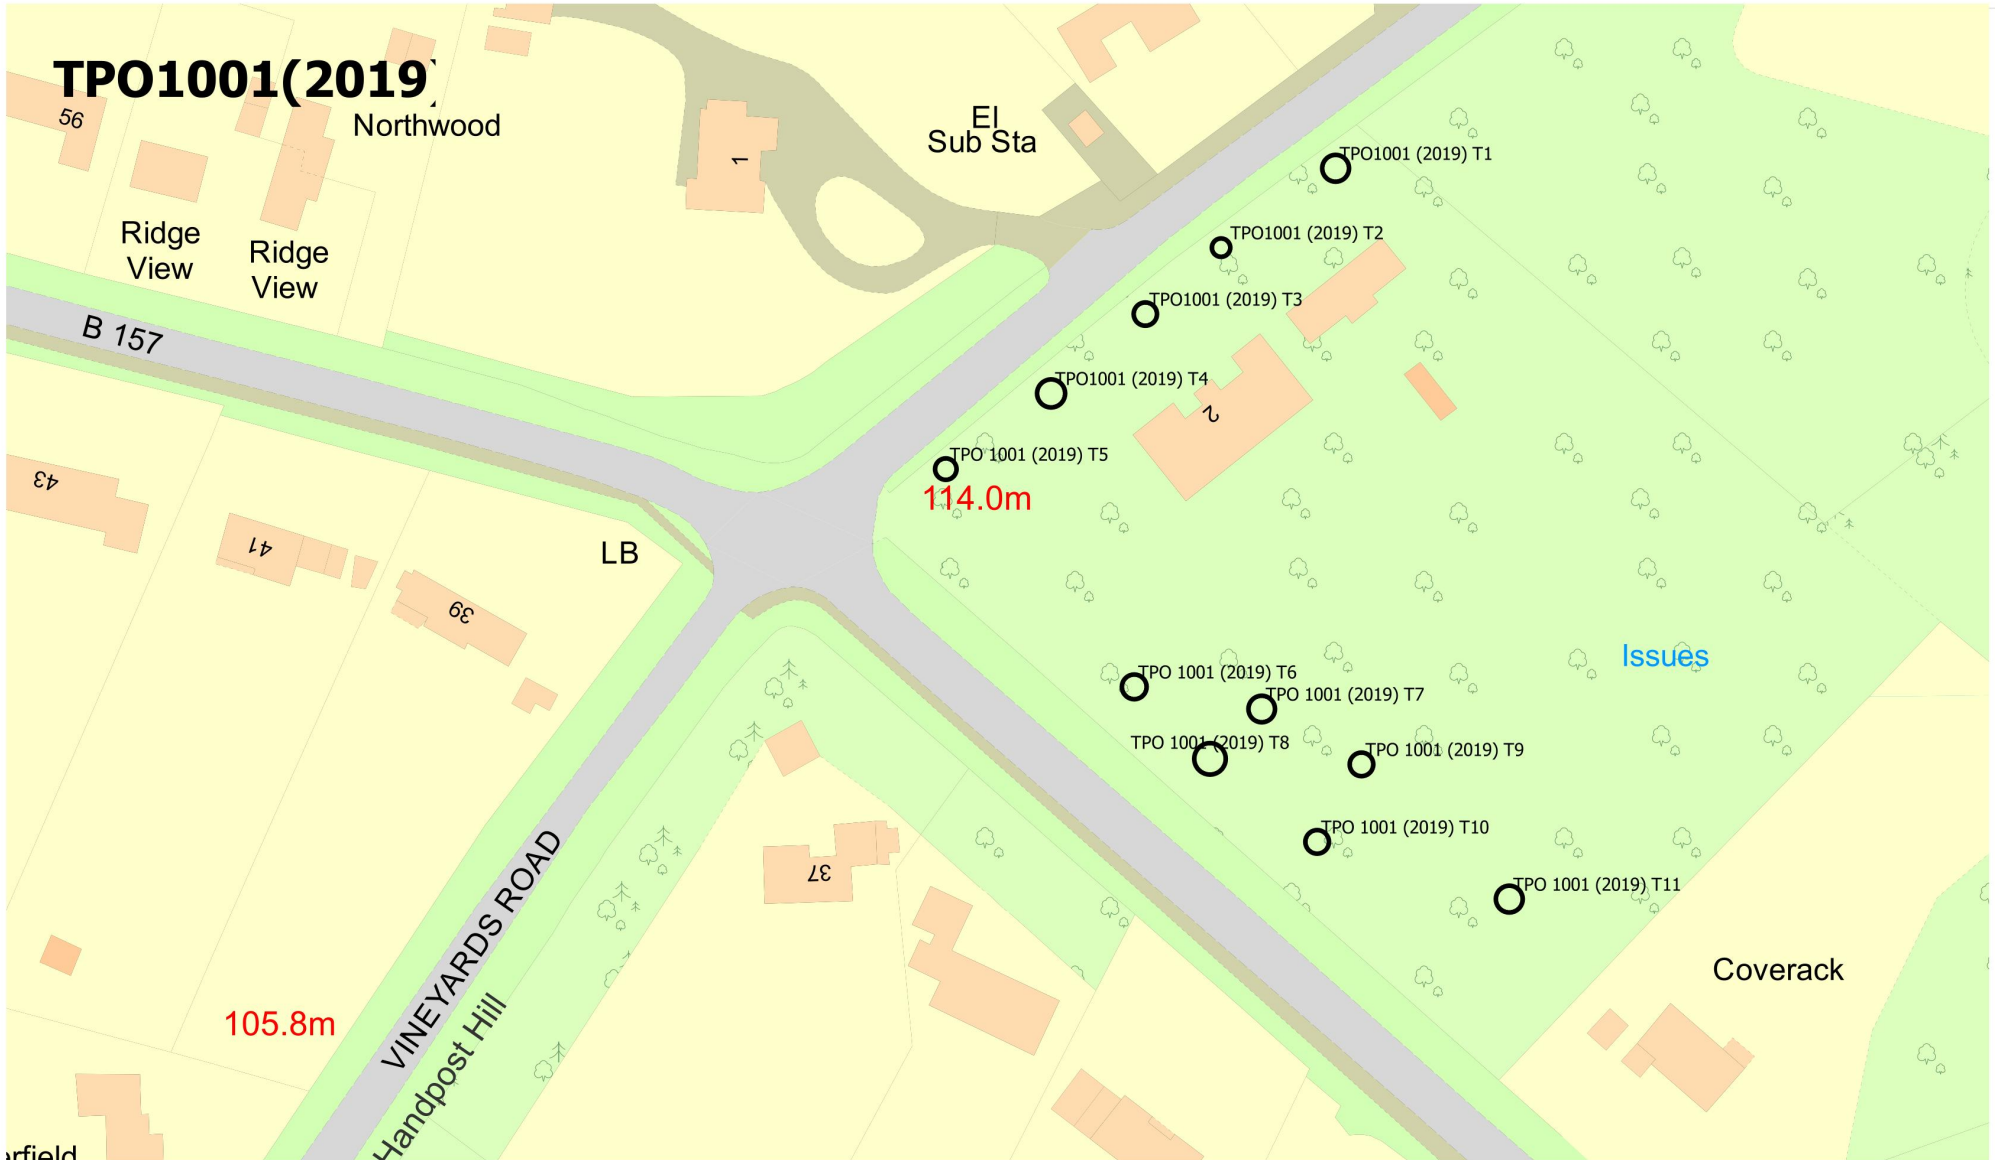 TPO1001(2019)
56
Northwood
1
El
Sub Sta
TPO1001 (2019) T1
Ridge
View
Ridge
View
TPO1001 (2019) T2
TPO1001 (2019) T3
B 157
TPO1001 (2019) T4
2
TPO 1001 (2019) T5
43
114.0m
41
LB
39
Issues
TPO 1001 (2019) T6
TPO 1001 (2019) T7
TPO 1001 (2019) T8
TPO 1001 (2019) T9
TPO 1001 (2019) T10
37
TPO 1001 (2019) T11
VINEYARDS ROAD
Coverack
105.8m
Handpost Hill
erfield